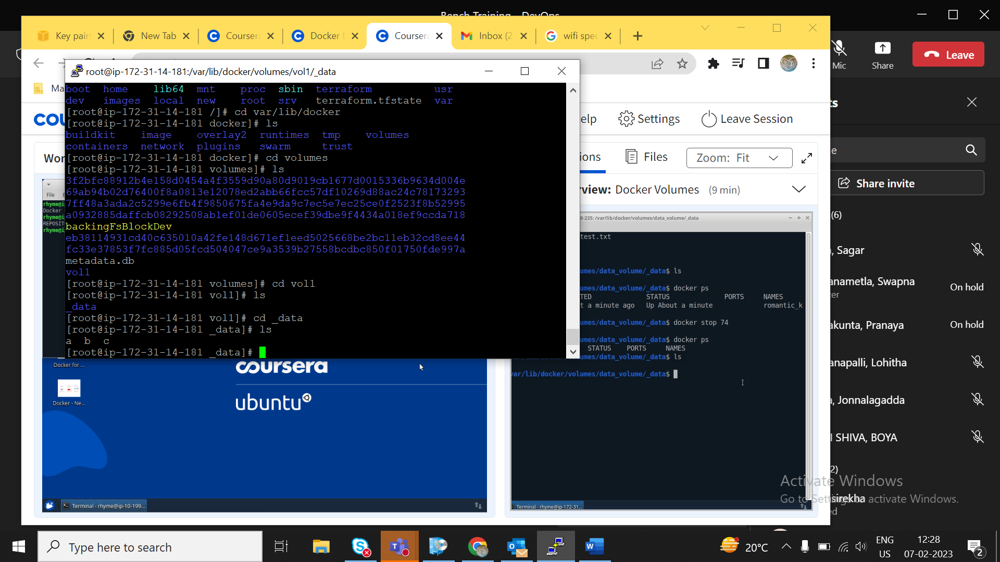 Bench Training DevOps
Key pairs
New Tab
Coursera
Docker f
Coursera
Inbox (2
wifi spee
Mic
Share
Leave
root@ip-172-31-14-181:/var/lib/docker/volumes/vol1/_data
Ma
boot home lib64 mnt proc sbin terraform usr
dev images local new root srv terraform.tfstate var
[root@ip-172-31-14-181 /]# cd var/lib/docker
[root@ip-172-31-14-181 docker]# ls
buildkit image overlay2 runtimes tmp volumes
containers network plugins swarm trust
[root@ip-172-31-14-181 docker]# cd volumes
[root@ip-172-31-14-181 volumes]# ls
3f2bfc88912b4e158d0454a4f3559d90a80d9019cb1677d0015336b9634d004e
69ab94b02d76400f8a0813e12078ed2abb66fcc57df10269d88ac24c78173293
7ff48a3ada2c5299e6fb4f9850675fa4e9da9c7ec5e7ec25ce0f2523f8b52995
a0932885daffcb08292508ab1ef01de0605ecef39dbe9f4434a018ef9ccda718
backingFsBlockDev
eb38114931cd40c635010a42fe148d671ef1eed5025668be2bc11eb32cd8ee44
fc33e37853f7fc885d05fcd504047ce9a3539b27558bcdbc850f01750fde997a
metadata.db
vol1
[root@ip-172-31-14-181 volumes]# cd vol1
[root@ip-172-31-14-181 vol1]# ls
_data
[root@ip-172-31-14-181 vol1]# cd _data
[root@ip-172-31-14-181 _data]# ls
a b c
[root@ip-172-31-14-181 _data]#
cou
elp
Settings
Leave Session
Wor
ions
Files
Zoom: Fit
rview: Docker Volumes (9 min)
File
rhyme@i
Docker
rhyme@i
REPOSIT
rhyme@i
8-235: /var/lib/docker/volumes/data_volume/_data
test.txt
umes/data_volume/_data$ ls
umes/data_volume/_data$ docker ps
TED STATUS PORTS NAMES
t a minute ago Up About a minute romantic_k
umes/data_volume/_data$ docker stop 74
umes/data_volume/_data$ docker ps
STATUS PORTS NAMES
umes/data_volume/_data$ ls
var/lib/docker/volumes/data_volume/_data$
Docker for ...
Docker - Ne...
coursera
ubuntu
Terminal - rhyme@ip-10-199...
Terminal - rhyme@ip-172-31...
ts
e
Share invite
(6)
, Sagar
anametla, Swapna
zer
On hold
akunta, Pranaya
On hold
anapalli, Lohitha
a, Jonnalagadda
I SHIVA, BOYA
2)
sirekha
ed
Activate Windows
Go to Settings to activate Windows.
Type here to search
20°C
ENG
US
12:28
07-02-2023
2